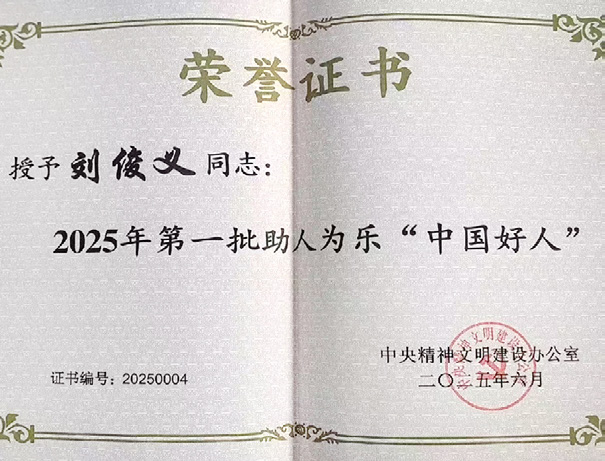 荣誉证书
授予刘俊义同志：
2025年第一批助人为乐“中国好人”
中央精神文明建设办公室
二〇二五年六月
证书编号：20250004